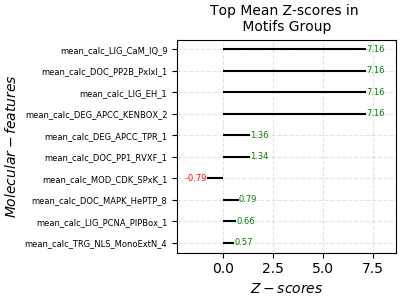 Top Mean Z-scores in
Motifs Group
Molecular − features
mean_calc_LIG_CaM_IQ_9
7.16
mean_calc_DOC_PP2B_PxIxI_1
7.16
mean_calc_LIG_EH_1
7.16
mean_calc_DEG_APCC_KENBOX_2
7.16
mean_calc_DEG_APCC_TPR_1
1.36
mean_calc_DOC_PP1_RVXF_1
1.34
mean_calc_MOD_CDK_SPxK_1
-0.79
mean_calc_DOC_MAPK_HePTP_8
0.79
mean_calc_LIG_PCNA_PIPBox_1
0.66
mean_calc_TRG_NLS_MonoExtN_4
0.57
0.0 2.5 5.0 7.5
Z − scores